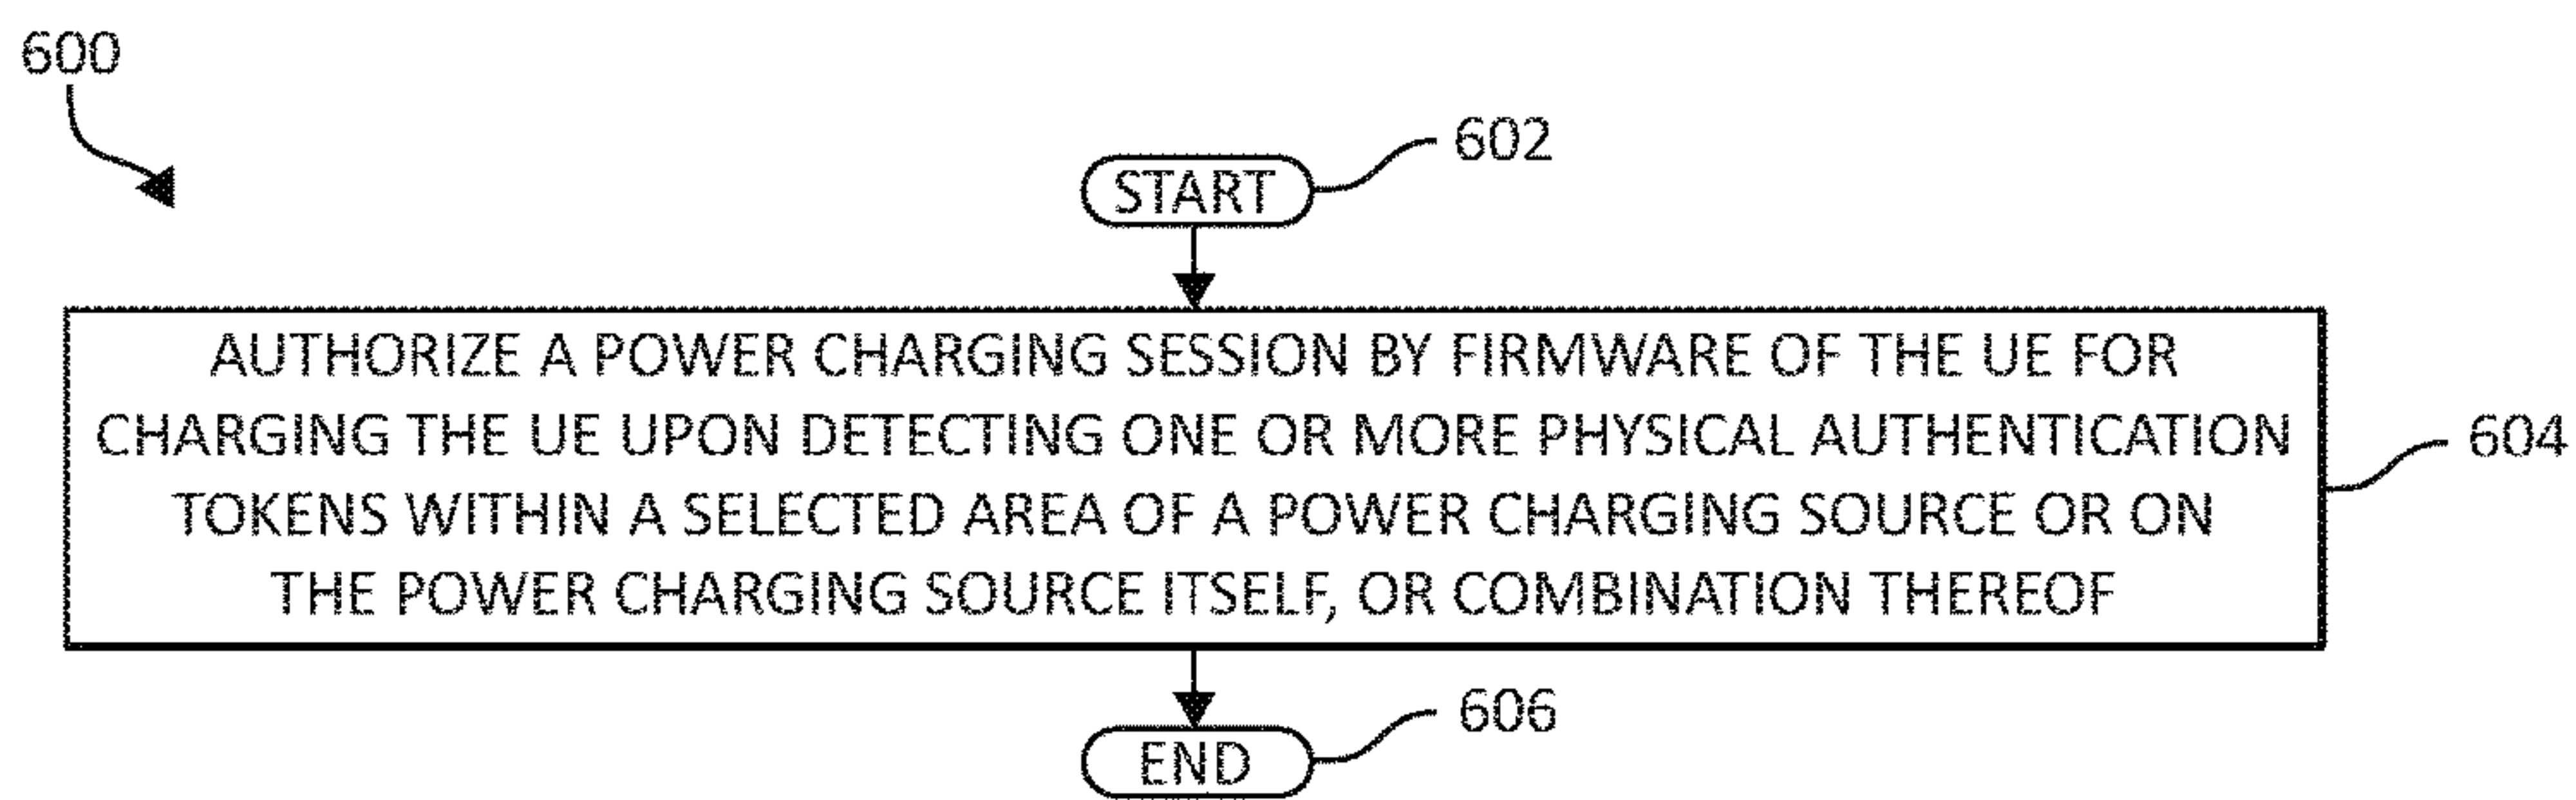 600
602
START
AUTHORIZE A POWER CHARGING SESSION BY FIRMWARE OF THE UE FOR
CHARGING THE UE UPON DETECTING ONE OR MORE PHYSICAL AUTHENTICATION
TOKENS WITHIN A SELECTED AREA OF A POWER CHARGING SOURCE OR ON
THE POWER CHARGING SOURCE ITSELF, OR COMBINATION THEREOF
604
606
END